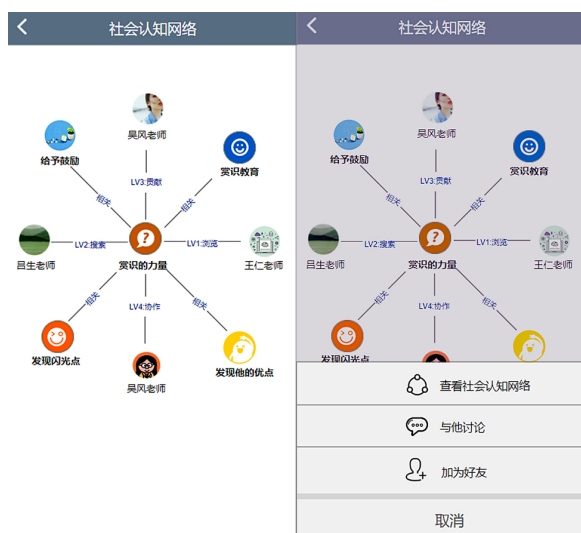 社会认知网络
吴风老师
给予鼓励
赏识教育
LV3:贡献
相关
相关
LV2:搜索
LV1:浏览
吕生老师
赏识的力量
王仁老师
相关
相关
LV4:协作
发现闪光点
发现他的优点
吴风老师
社会认知网络
吴风老师
给予鼓励
赏识教育
LV3:贡献
相关
相关
LV2:搜索
LV1:浏览
吕生老师
赏识的力量
王仁老师
相关
相关
LV4:协作
发现闪光点
查看社会认知网络
与他讨论
加为好友
取消